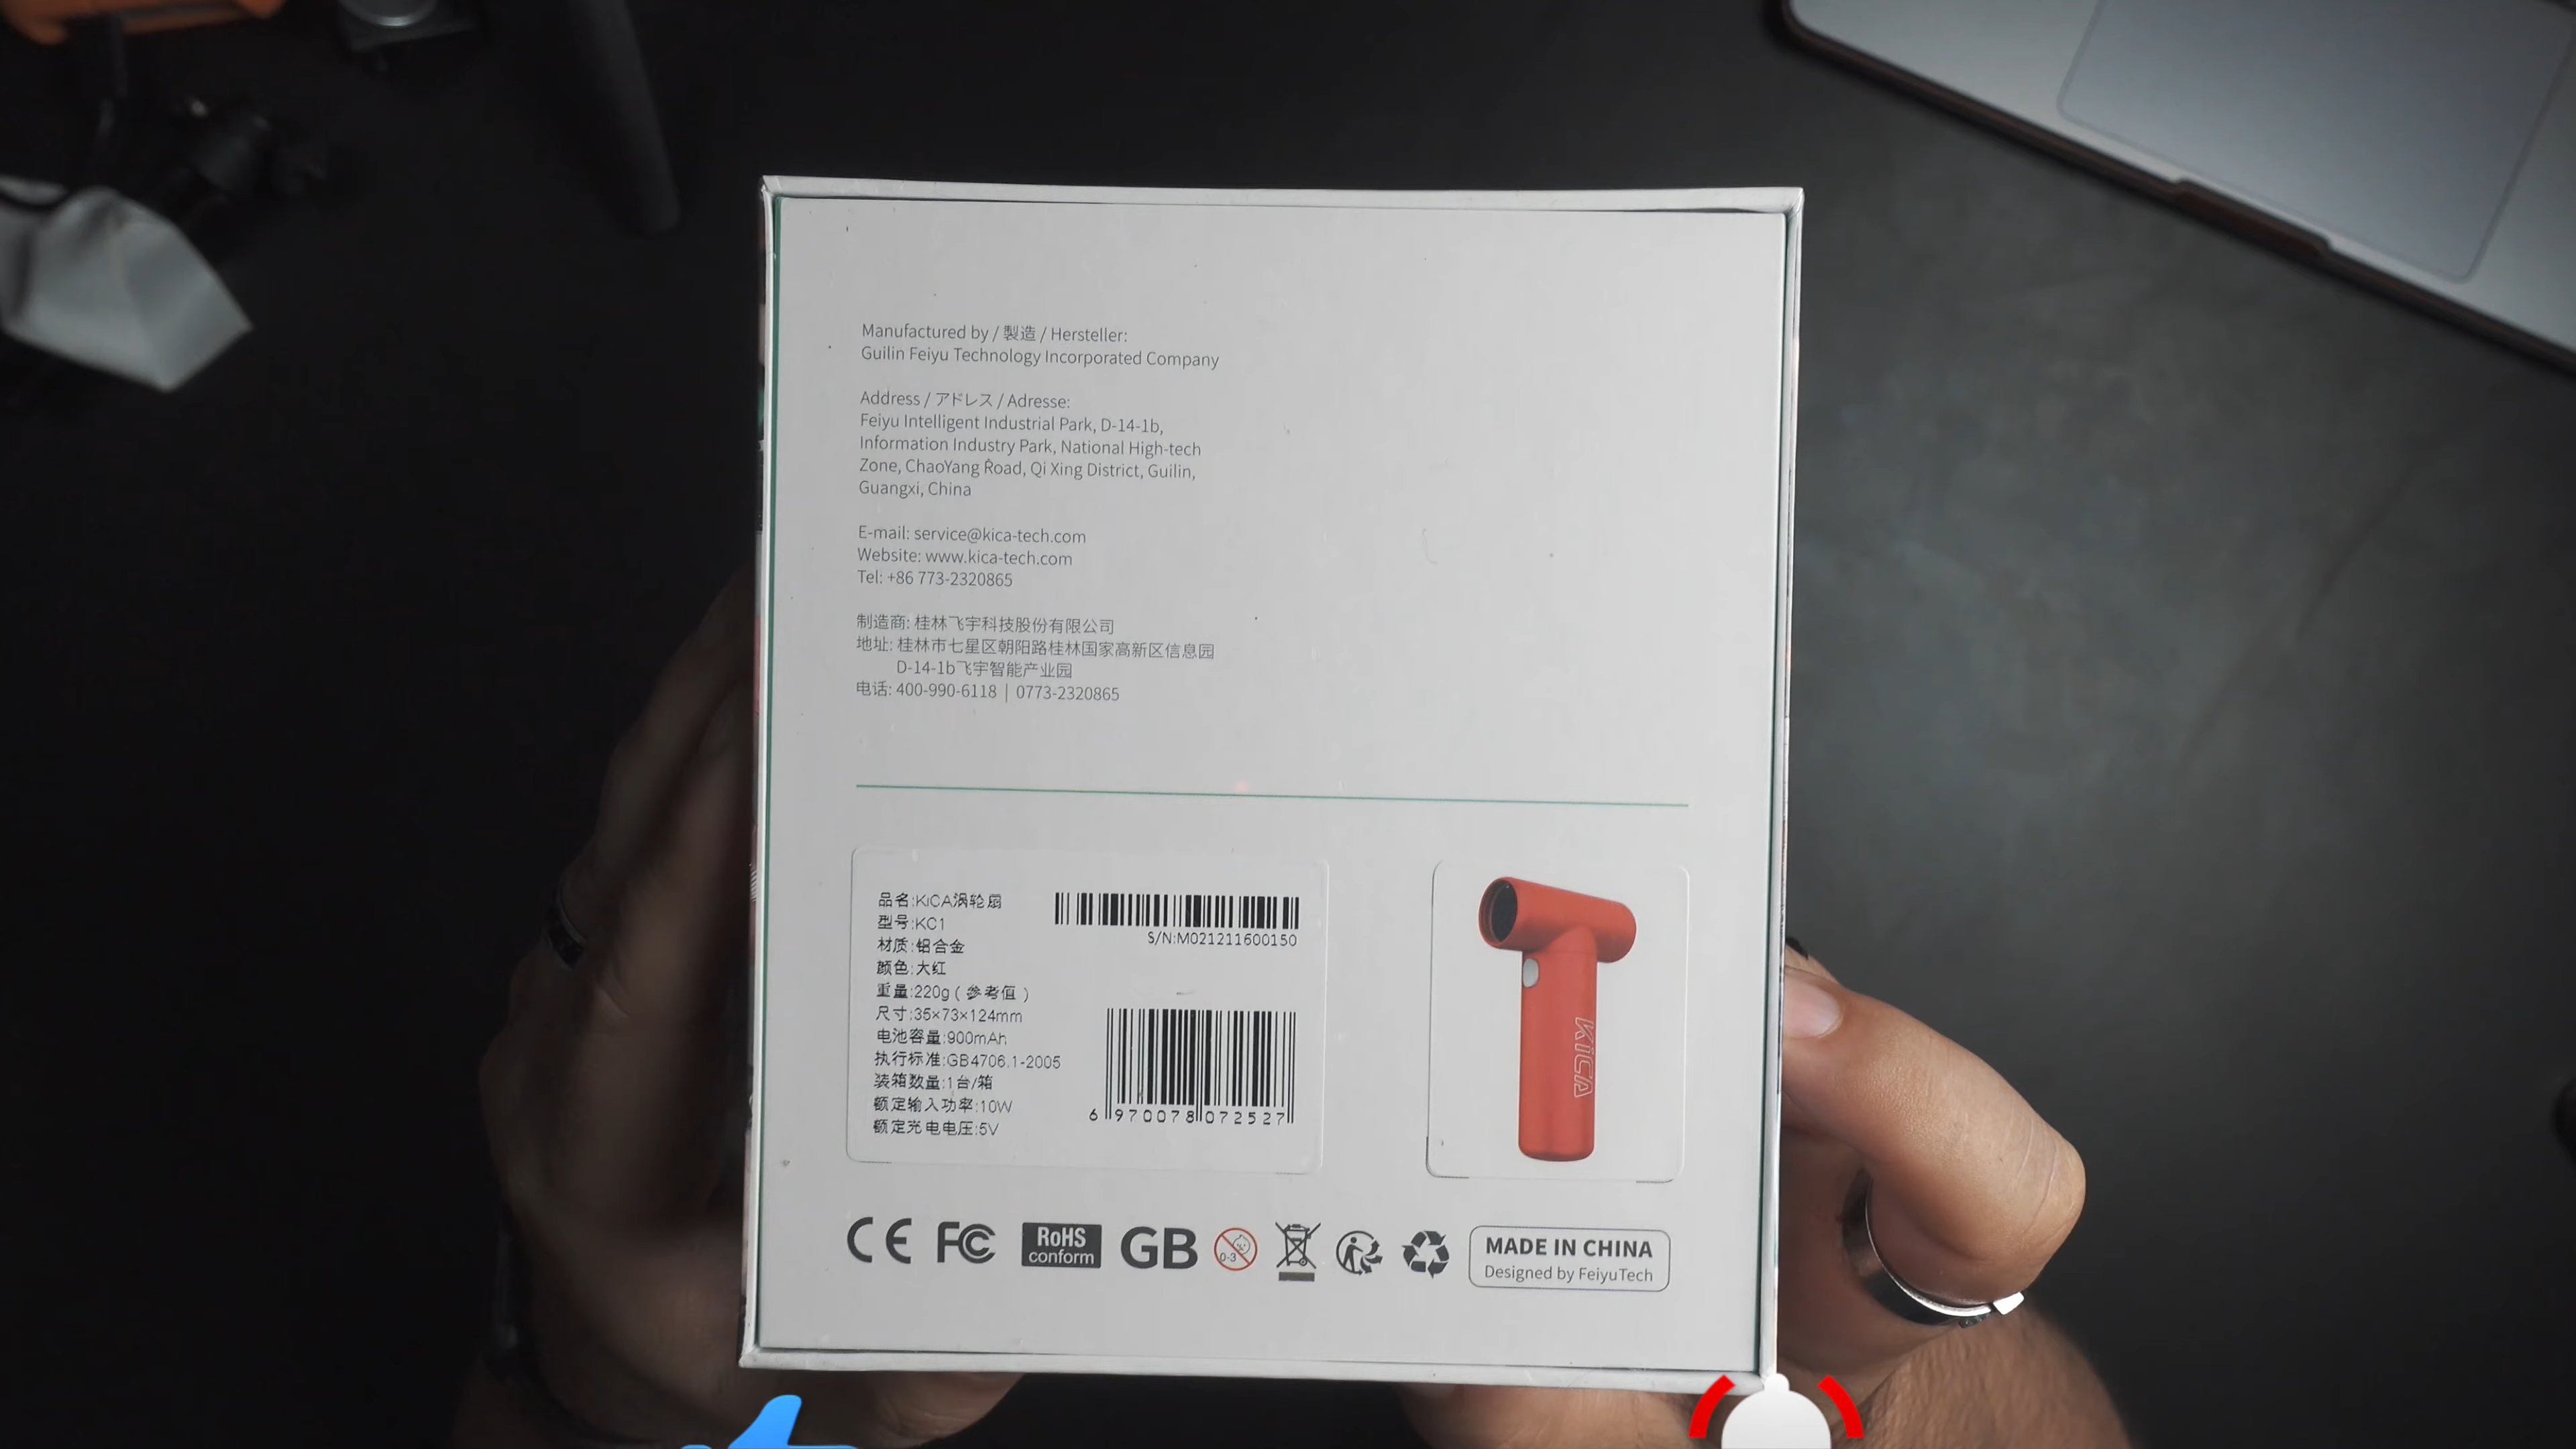 Manufactured by / 製造 / Hersteller:
Guilin Feiyu Technology Incorporated Company
Address / アドレス / Adresse:
Feiyu Intelligent Industrial Park, D-14-1b,
Information Industry Park, National High-tech
Zone, ChaoYang Road, Qi Xing District, Guilin,
Guangxi, China
E-mail: service@kica-tech.com
Website: www.kica-tech.com
Tel: +86 773-2320865
制造商: 桂林飞宇科技股份有限公司
地址: 桂林市七星区朝阳路桂林国家高新区信息园
D-14-1b飞宇智能产业园
电话: 400-990-6118 | 0773-2320865
品名:KiCA涡轮扇
型号:KC1
材质:铝合金
颜色:大红
重量:220g ( 参考值 )
尺寸:35×73×124mm
电池容量:900mAh
执行标准:GB4706.1-2005
装箱数量:1台/箱
额定输入功率:10W
额定充电电压:5V
S/N:M021211600150
6 970078 072527
KiCA
CE FC RoHS
conform
GB
0-3
MADE IN CHINA
Designed by FeiyuTech